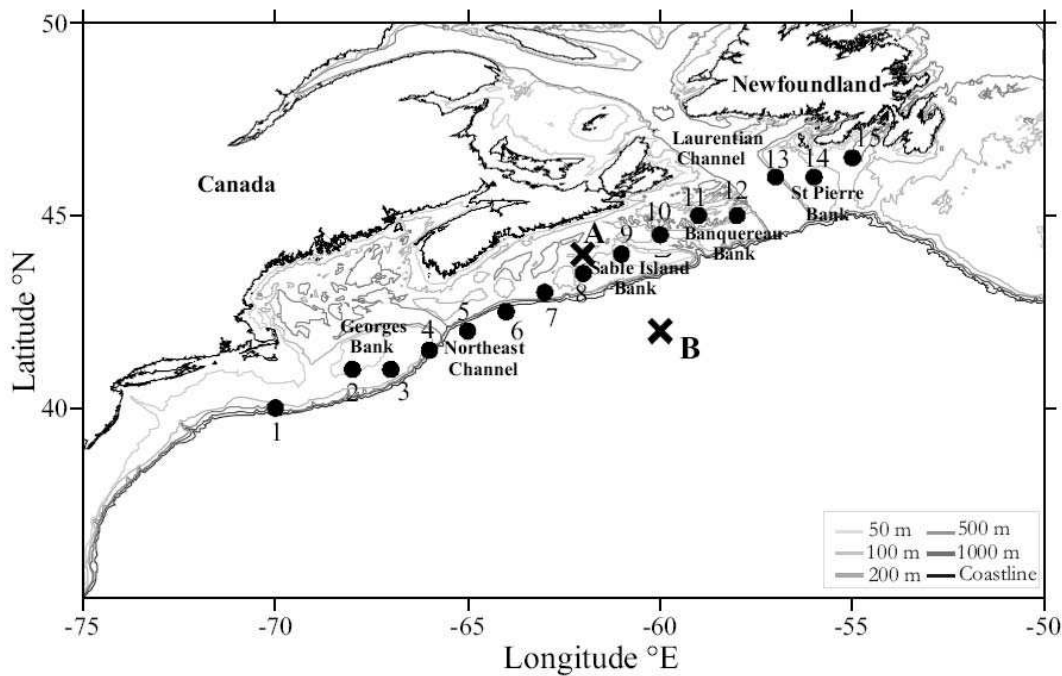 50
Newfoundland
Laurentian
Channel
15
14
13
St Pierre
Bank
Canada
12
11
45
10
A
Banquereau
Bank
9
Sable Island
Bank
8
7
5
6
4
Georges
Bank
Northeast
Channel
B
2
3
40
1
Latitude °N
50 m
500 m
100 m
1000 m
200 m
Coastline
-75
-70
-65
-60
-55
-50
Longitude °E